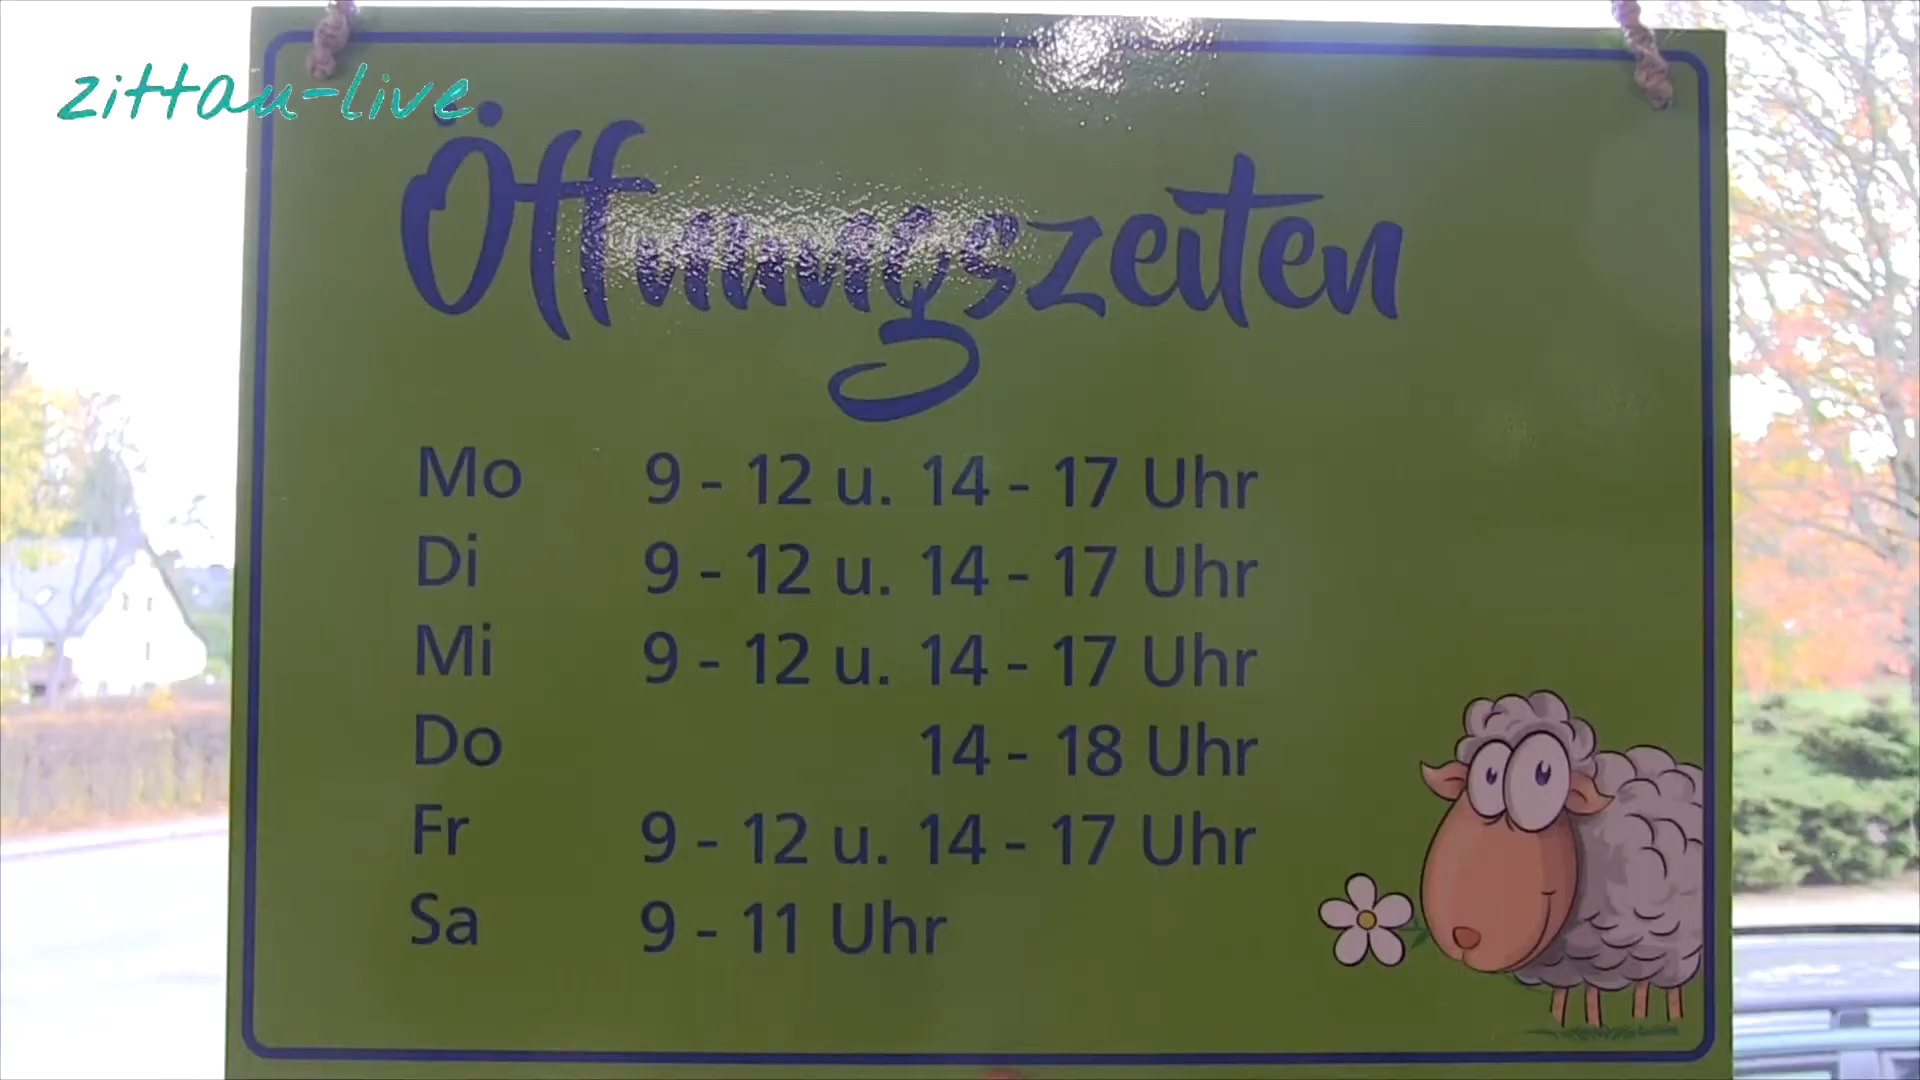 zittau-live
Öffnungszeiten
Mo 9 - 12 u. 14 - 17 Uhr
Di 9 - 12 u. 14 - 17 Uhr
Mi 9 - 12 u. 14 - 17 Uhr
Do 14 - 18 Uhr
Fr 9 - 12 u. 14 - 17 Uhr
Sa 9 - 11 Uhr